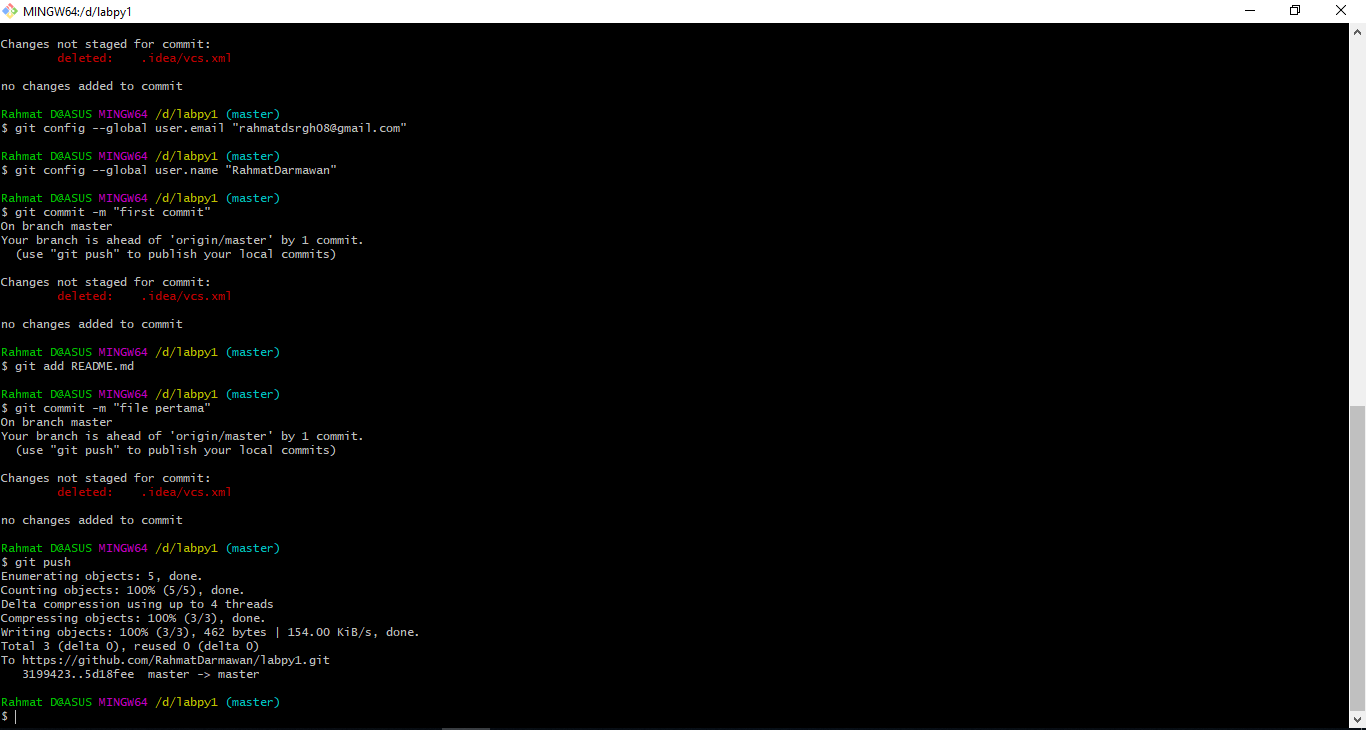 MINGW64:/d/labpy1
Changes not staged for commit:
        deleted:    .idea/vcs.xml
no changes added to commit
Rahmat D@ASUS MINGW64 /d/labpy1 (master)
$ git config --global user.email "rahmatdsrgh08@gmail.com"
Rahmat D@ASUS MINGW64 /d/labpy1 (master)
$ git config --global user.name "RahmatDarmawan"
Rahmat D@ASUS MINGW64 /d/labpy1 (master)
$ git commit -m "first commit"
On branch master
Your branch is ahead of 'origin/master' by 1 commit.
  (use "git push" to publish your local commits)
Changes not staged for commit:
        deleted:    .idea/vcs.xml
no changes added to commit
Rahmat D@ASUS MINGW64 /d/labpy1 (master)
$ git add README.md
Rahmat D@ASUS MINGW64 /d/labpy1 (master)
$ git commit -m "file pertama"
On branch master
Your branch is ahead of 'origin/master' by 1 commit.
  (use "git push" to publish your local commits)
Changes not staged for commit:
        deleted:    .idea/vcs.xml
no changes added to commit
Rahmat D@ASUS MINGW64 /d/labpy1 (master)
$ git push
Enumerating objects: 5, done.
Counting objects: 100% (5/5), done.
Delta compression using up to 4 threads
Compressing objects: 100% (3/3), done.
Writing objects: 100% (3/3), 462 bytes | 154.00 KiB/s, done.
Total 3 (delta 0), reused 0 (delta 0)
To https://github.com/RahmatDarmawan/labpy1.git
   3199423..5d18fee  master -> master
Rahmat D@ASUS MINGW64 /d/labpy1 (master)
$